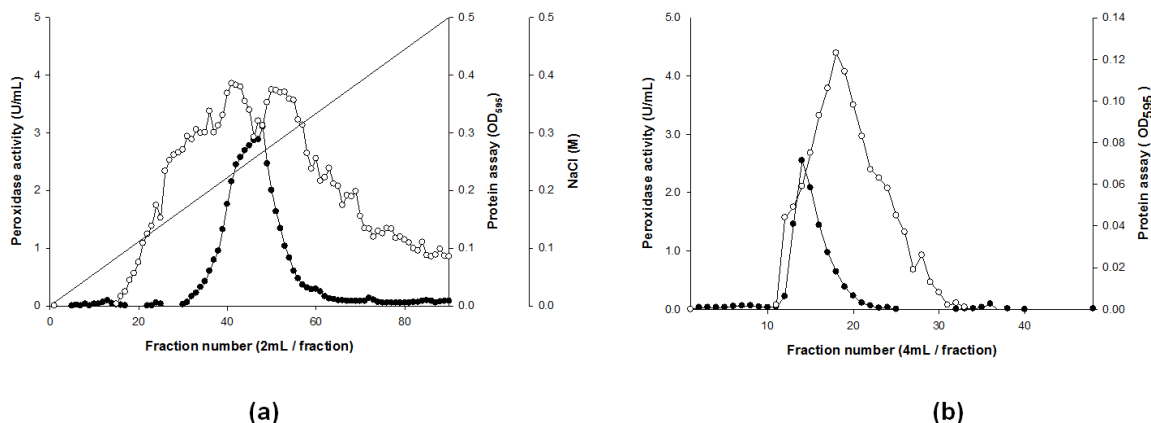 5
4
3
2
1
0
Peroxidase activity (U/mL)
0 20 40 60 80
Fraction number (2mL / fraction)
0.5
0.4
0.3
0.2
0.1
0.0
Protein assay (OD595)
0.5
0.4
0.3
0.2
0.1
0.0
NaCl (M)
(a)
5.0
4.0
3.0
2.0
1.0
0.0
Peroxidase activity (U/mL)
10 20 30 40
Fraction number (4mL / fraction)
0.14
0.12
0.10
0.08
0.06
0.04
0.02
0.00
Protein assay ( OD595)
(b)